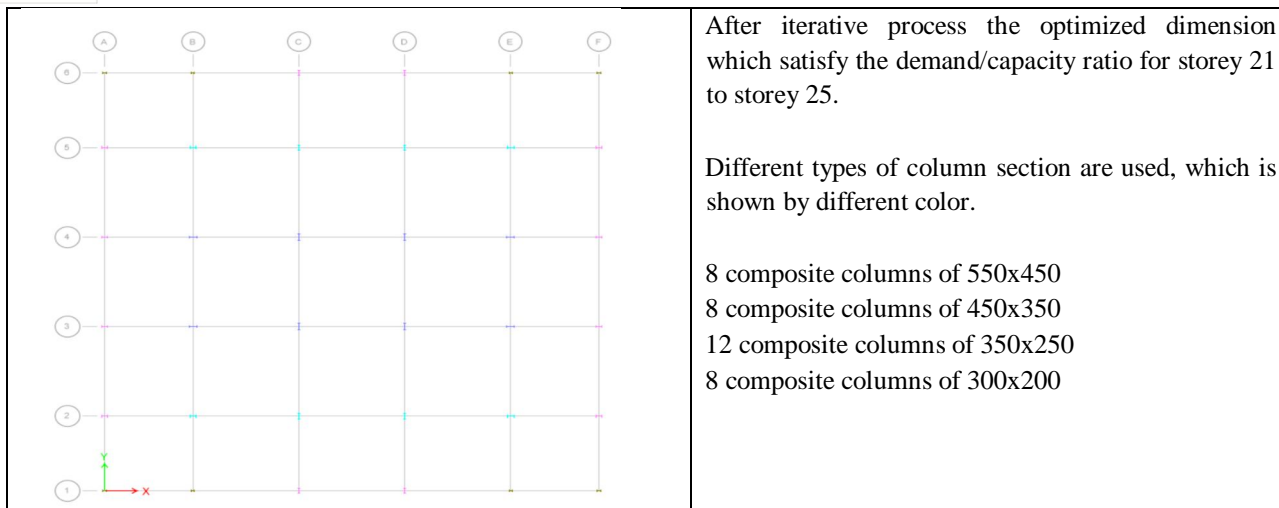 A B C D E F
6
5
4
3
2
1
Y
X
After iterative process the optimized dimension
which satisfy the demand/capacity ratio for storey 21
to storey 25.
Different types of column section are used, which is
shown by different color.
8 composite columns of 550x450
8 composite columns of 450x350
12 composite columns of 350x250
8 composite columns of 300x200